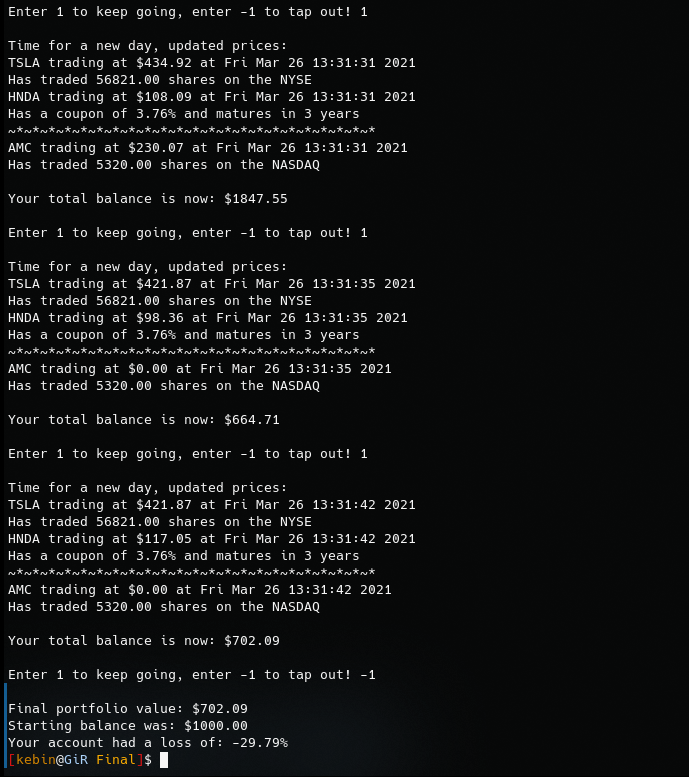 Enter 1 to keep going, enter -1 to tap out! 1
Time for a new day, updated prices:
TSLA trading at $434.92 at Fri Mar 26 13:31:31 2021
Has traded 56821.00 shares on the NYSE
HNDA trading at $108.09 at Fri Mar 26 13:31:31 2021
Has a coupon of 3.76% and matures in 3 years
~*~*~*~*~*~*~*~*~*~*~*~*~*~*~*~*~*~*~*~*~*~*~*
AMC trading at $230.07 at Fri Mar 26 13:31:31 2021
Has traded 5320.00 shares on the NASDAQ
Your total balance is now: $1847.55
Enter 1 to keep going, enter -1 to tap out! 1
Time for a new day, updated prices:
TSLA trading at $421.87 at Fri Mar 26 13:31:35 2021
Has traded 56821.00 shares on the NYSE
HNDA trading at $98.36 at Fri Mar 26 13:31:35 2021
Has a coupon of 3.76% and matures in 3 years
~*~*~*~*~*~*~*~*~*~*~*~*~*~*~*~*~*~*~*~*~*~*~*
AMC trading at $0.00 at Fri Mar 26 13:31:35 2021
Has traded 5320.00 shares on the NASDAQ
Your total balance is now: $664.71
Enter 1 to keep going, enter -1 to tap out! 1
Time for a new day, updated prices:
TSLA trading at $421.87 at Fri Mar 26 13:31:42 2021
Has traded 56821.00 shares on the NYSE
HNDA trading at $117.05 at Fri Mar 26 13:31:42 2021
Has a coupon of 3.76% and matures in 3 years
~*~*~*~*~*~*~*~*~*~*~*~*~*~*~*~*~*~*~*~*~*~*~*
AMC trading at $0.00 at Fri Mar 26 13:31:42 2021
Has traded 5320.00 shares on the NASDAQ
Your total balance is now: $702.09
Enter 1 to keep going, enter -1 to tap out! -1
Final portfolio value: $702.09
Starting balance was: $1000.00
Your account had a loss of: -29.79%
[kebin@GiR Final]$